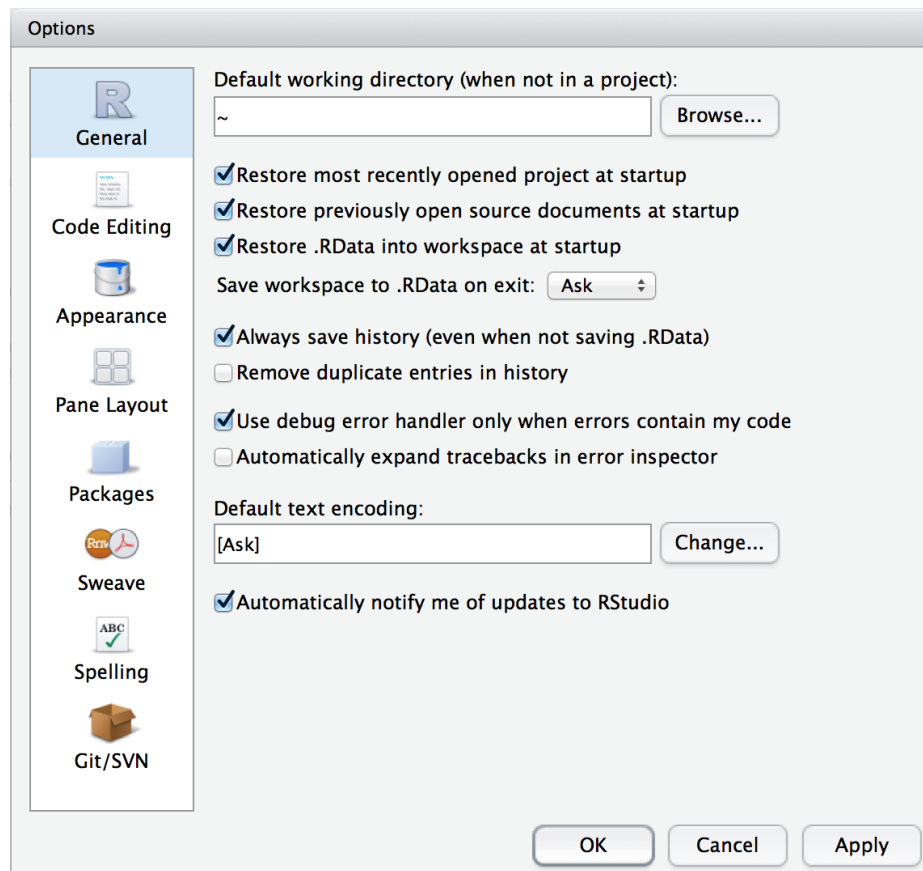 Options
R
General
Code Editing
Appearance
Pane Layout
Packages
Rnw
Sweave
ABC
Spelling
Git/SVN
Default working directory (when not in a project):
~
Browse...
Restore most recently opened project at startup
Restore previously open source documents at startup
Restore .RData into workspace at startup
Save workspace to .RData on exit: Ask
Always save history (even when not saving .RData)
Remove duplicate entries in history
Use debug error handler only when errors contain my code
Automatically expand tracebacks in error inspector
Default text encoding:
[Ask]
Change...
Automatically notify me of updates to RStudio
OK
Cancel
Apply